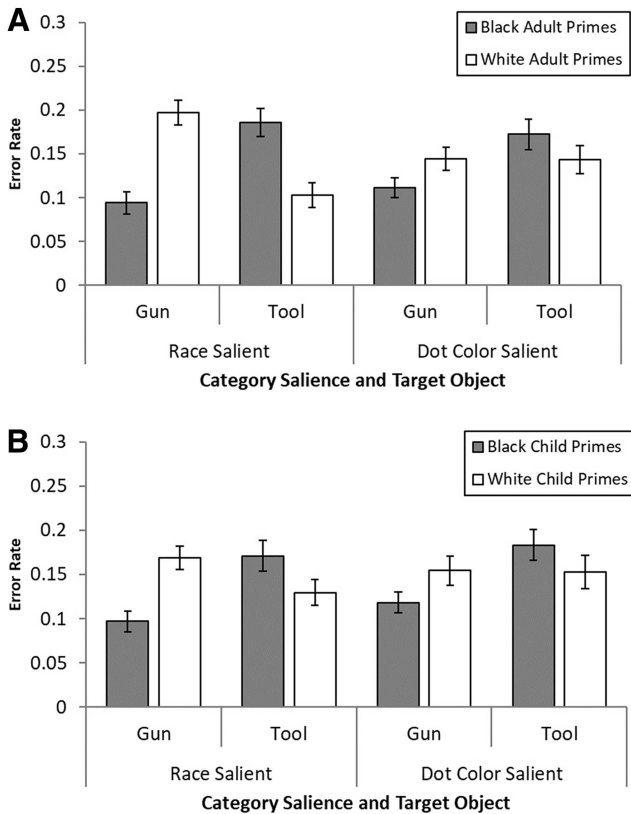 A
0.3
0.25
0.2
0.15
0.1
0.05
0
Error Rate
Black Adult Primes
White Adult Primes
Gun Tool Gun Tool
Race Salient Dot Color Salient
Category Salience and Target Object
B
0.3
0.25
0.2
0.15
0.1
0.05
0
Error Rate
Black Child Primes
White Child Primes
Gun Tool Gun Tool
Race Salient Dot Color Salient
Category Salience and Target Object